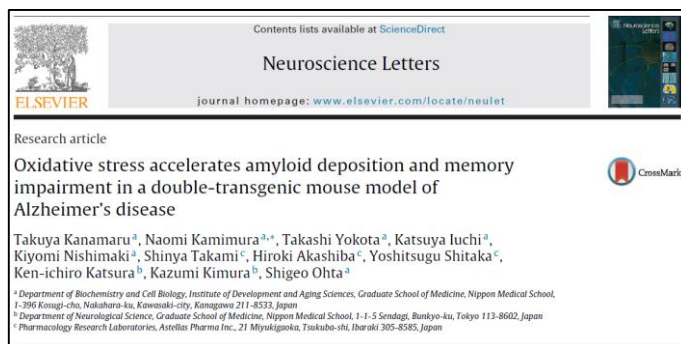 Contents lists available at ScienceDirect
Neuroscience Letters
journal homepage: www.elsevier.com/locate/neulet
ELSEVIER
Neuroscience
Letters
Research article
Oxidative stress accelerates amyloid deposition and memory
impairment in a double-transgenic mouse model of
Alzheimer's disease
CrossMark
Takuya Kanamaru a, Naomi Kamimura a,*, Takashi Yokota a, Katsuya Iuchi a,
Kiyomi Nishimaki a, Shinya Takami c, Hiroki Akashiba c, Yoshitsugu Shitaka c,
Ken-ichiro Katsura b, Kazumi Kimura b, Shigeo Ohta a
a Department of Biochemistry and Cell Biology, Institute of Development and Aging Sciences, Graduate School of Medicine, Nippon Medical School,
1-396 Kosugi-cho, Nakahara-ku, Kawasaki-city, Kanagawa 211-8533, Japan
b Department of Neurological Science, Graduate School of Medicine, Nippon Medical School, 1-1-5 Sendagi, Bunkyo-ku, Tokyo 113-8602, Japan
c Pharmacology Research Laboratories, Astellas Pharma Inc., 21 Miyukigaoka, Tsukuba-shi, Ibaraki 305-8585, Japan